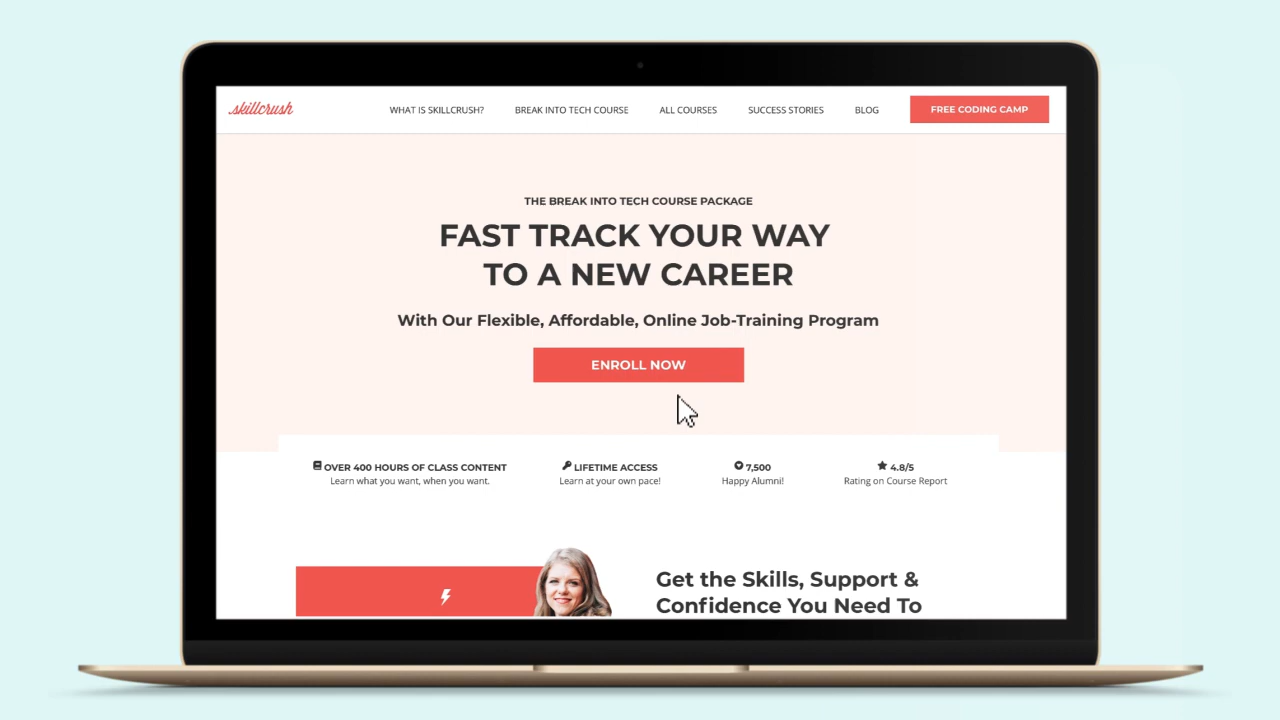 skillcrush
WHAT IS SKILLCRUSH?
BREAK INTO TECH COURSE
ALL COURSES
SUCCESS STORIES
BLOG
FREE CODING CAMP
THE BREAK INTO TECH COURSE PACKAGE
FAST TRACK YOUR WAY
TO A NEW CAREER
With Our Flexible, Affordable, Online Job-Training Program
ENROLL NOW
OVER 400 HOURS OF CLASS CONTENT
Learn what you want, when you want.
LIFETIME ACCESS
Learn at your own pace!
7,500
Happy Alumni!
4.8/5
Rating on Course Report
Get the Skills, Support &
Confidence You Need To